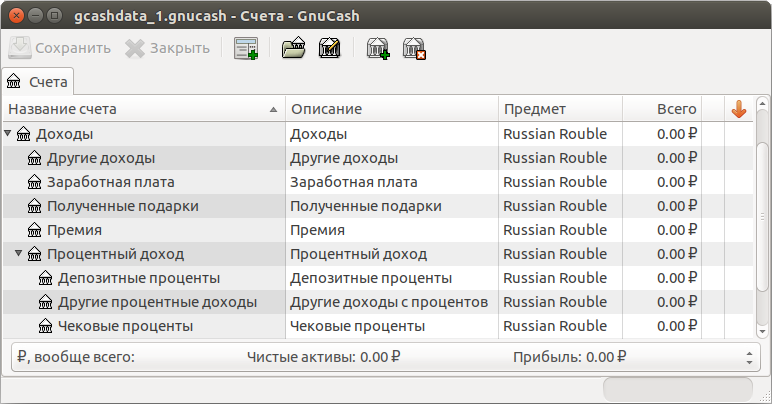 gcashdata_1.gnucash - Счета - GnuCash
Сохранить Закрыть
Счета
Название счета Описание Предмет Всего
Доходы Доходы Russian Rouble 0.00 ₽
Другие доходы Другие доходы Russian Rouble 0.00 ₽
Заработная плата Заработная плата Russian Rouble 0.00 ₽
Полученные подарки Полученные подарки Russian Rouble 0.00 ₽
Премия Премия Russian Rouble 0.00 ₽
Процентный доход Процентный доход Russian Rouble 0.00 ₽
Депозитные проценты Депозитные проценты Russian Rouble 0.00 ₽
Другие процентные доходы Другие доходы с процентов Russian Rouble 0.00 ₽
Чековые проценты Чековые проценты Russian Rouble 0.00 ₽
₽, вообще всего: Чистые активы: 0.00 ₽ Прибыль: 0.00 ₽